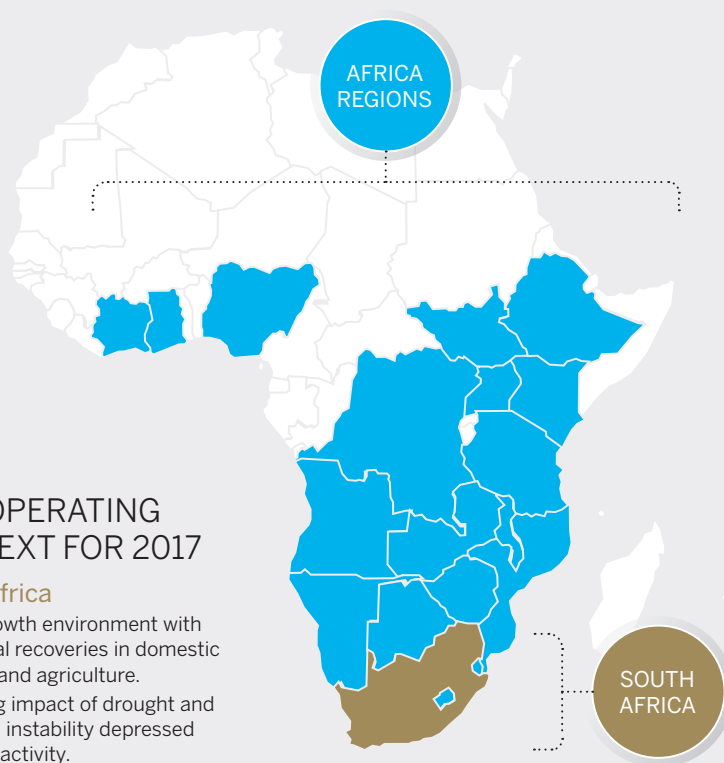 AFRICA
REGIONS
OPERATING
EXT FOR 2017
frica
owth environment with
al recoveries in domestic
and agriculture.
g impact of drought and
instability depressed
activity.
SOUTH
AFRICA